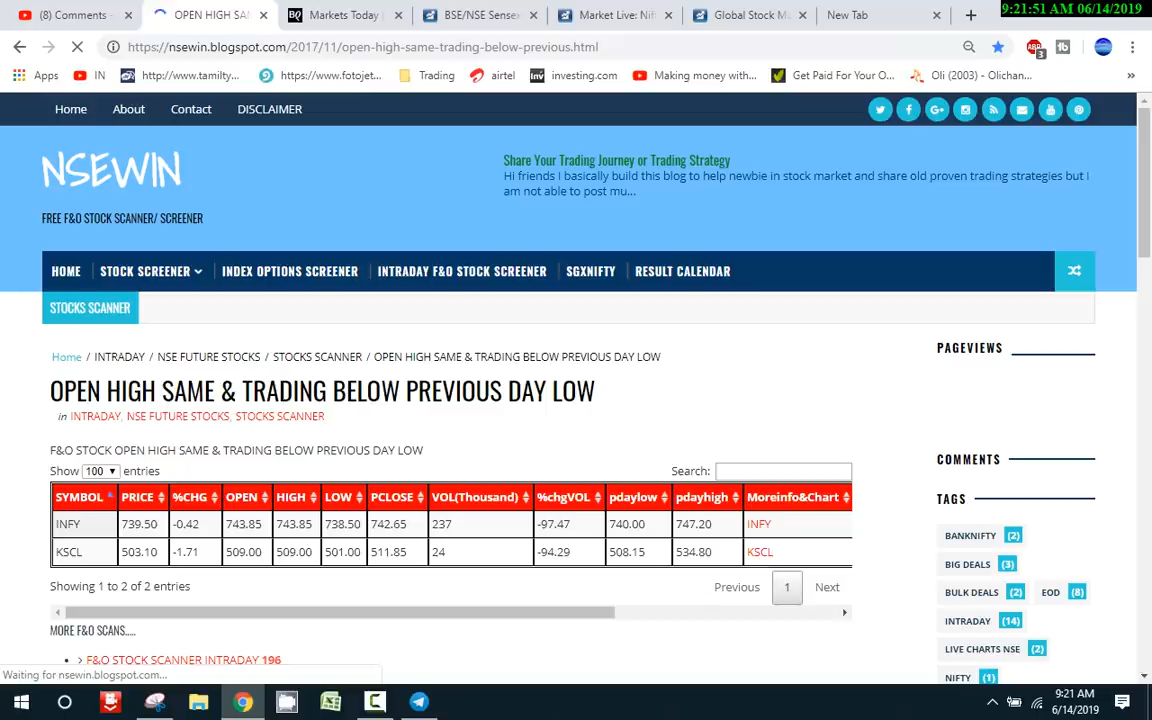 9:21:51 AM 06/14/2019
(4) Comments -
OPEN HIGH SA
Markets Today
BSE/NSE Sensex
Market Live: Nift
Global Stock M
New Tab
https://nsewin.blogspot.com/2017/11/open-high-same-trading-below-previous.html
Apps
IN
http://www.tamilty...
https://www.fotojet...
Trading
airtel
investing.com
Making money with...
Get Paid For Your O...
Oli (2003) - Olichan...
»
Home
About
Contact
DISCLAIMER
NSEWIN
FREE F&O STOCK SCANNER/ SCREENER
Share Your Trading Journey or Trading Strategy
Hi friends I basically build this blog to help newbie in stock market and share old proven trading strategies but I
am not able to post mu...
HOME
STOCK SCREENER
INDEX OPTIONS SCREENER
INTRADAY F&O STOCK SCREENER
SGXNIFTY
RESULT CALENDAR
STOCKS SCANNER
Home / INTRADAY / NSE FUTURE STOCKS / STOCKS SCANNER / OPEN HIGH SAME & TRADING BELOW PREVIOUS DAY LOW
OPEN HIGH SAME & TRADING BELOW PREVIOUS DAY LOW
in INTRADAY, NSE FUTURE STOCKS, STOCKS SCANNER
F&O STOCK OPEN HIGH SAME & TRADING BELOW PREVIOUS DAY LOW
Show 100 entries
Search:
SYMBOL PRICE %CHG OPEN HIGH LOW PCLOSE VOL(Thousand) %chgVOL pdaylow pdayhigh Moreinfo&Chart
INFY 739.50 -0.42 743.85 743.85 738.50 742.65 237 -97.47 740.00 747.20 INFY
KSCL 503.10 -1.71 509.00 509.00 501.00 511.85 24 -94.29 508.15 534.80 KSCL
Showing 1 to 2 of 2 entries
Previous 1 Next
MORE F&O SCANS.....
F&O STOCK SCANNER INTRADAY 196
PAGEVIEWS
COMMENTS
TAGS
BANKNIFTY (2)
BIG DEALS (3)
BULK DEALS (2) EOD (8)
INTRADAY (14)
LIVE CHARTS NSE (2)
NIFTY (1)
Waiting for nsewin.blogspot.com...
9:21 AM
6/14/2019